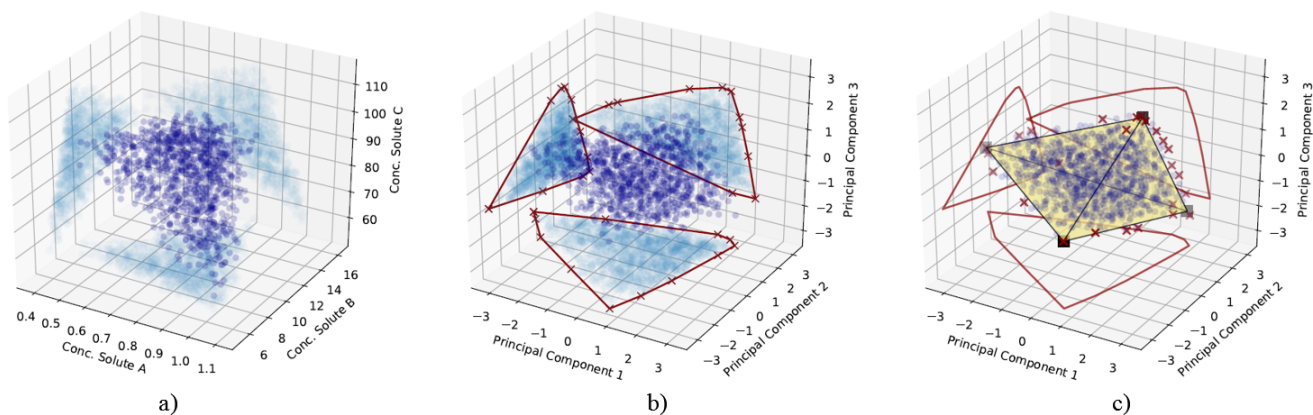 110
100
90
80
70
60
Conc. Solute C
0.4 0.5 0.6 0.7 0.8 0.9 1.0 1.1
Conc. Solute A
6 8 10 12 14 16
Conc. Solute B
a)
3
2
1
0
−1
−2
−3
Principal Component 3
−3 −2 −1 0 1 2 3
Principal Component 1
−3 −2 −1 0 1 2 3
Principal Component 2
b)
3
2
1
0
−1
−2
−3
Principal Component 3
−3 −2 −1 0 1 2 3
Principal Component 1
−3 −2 −1 0 1 2 3
Principal Component 2
c)